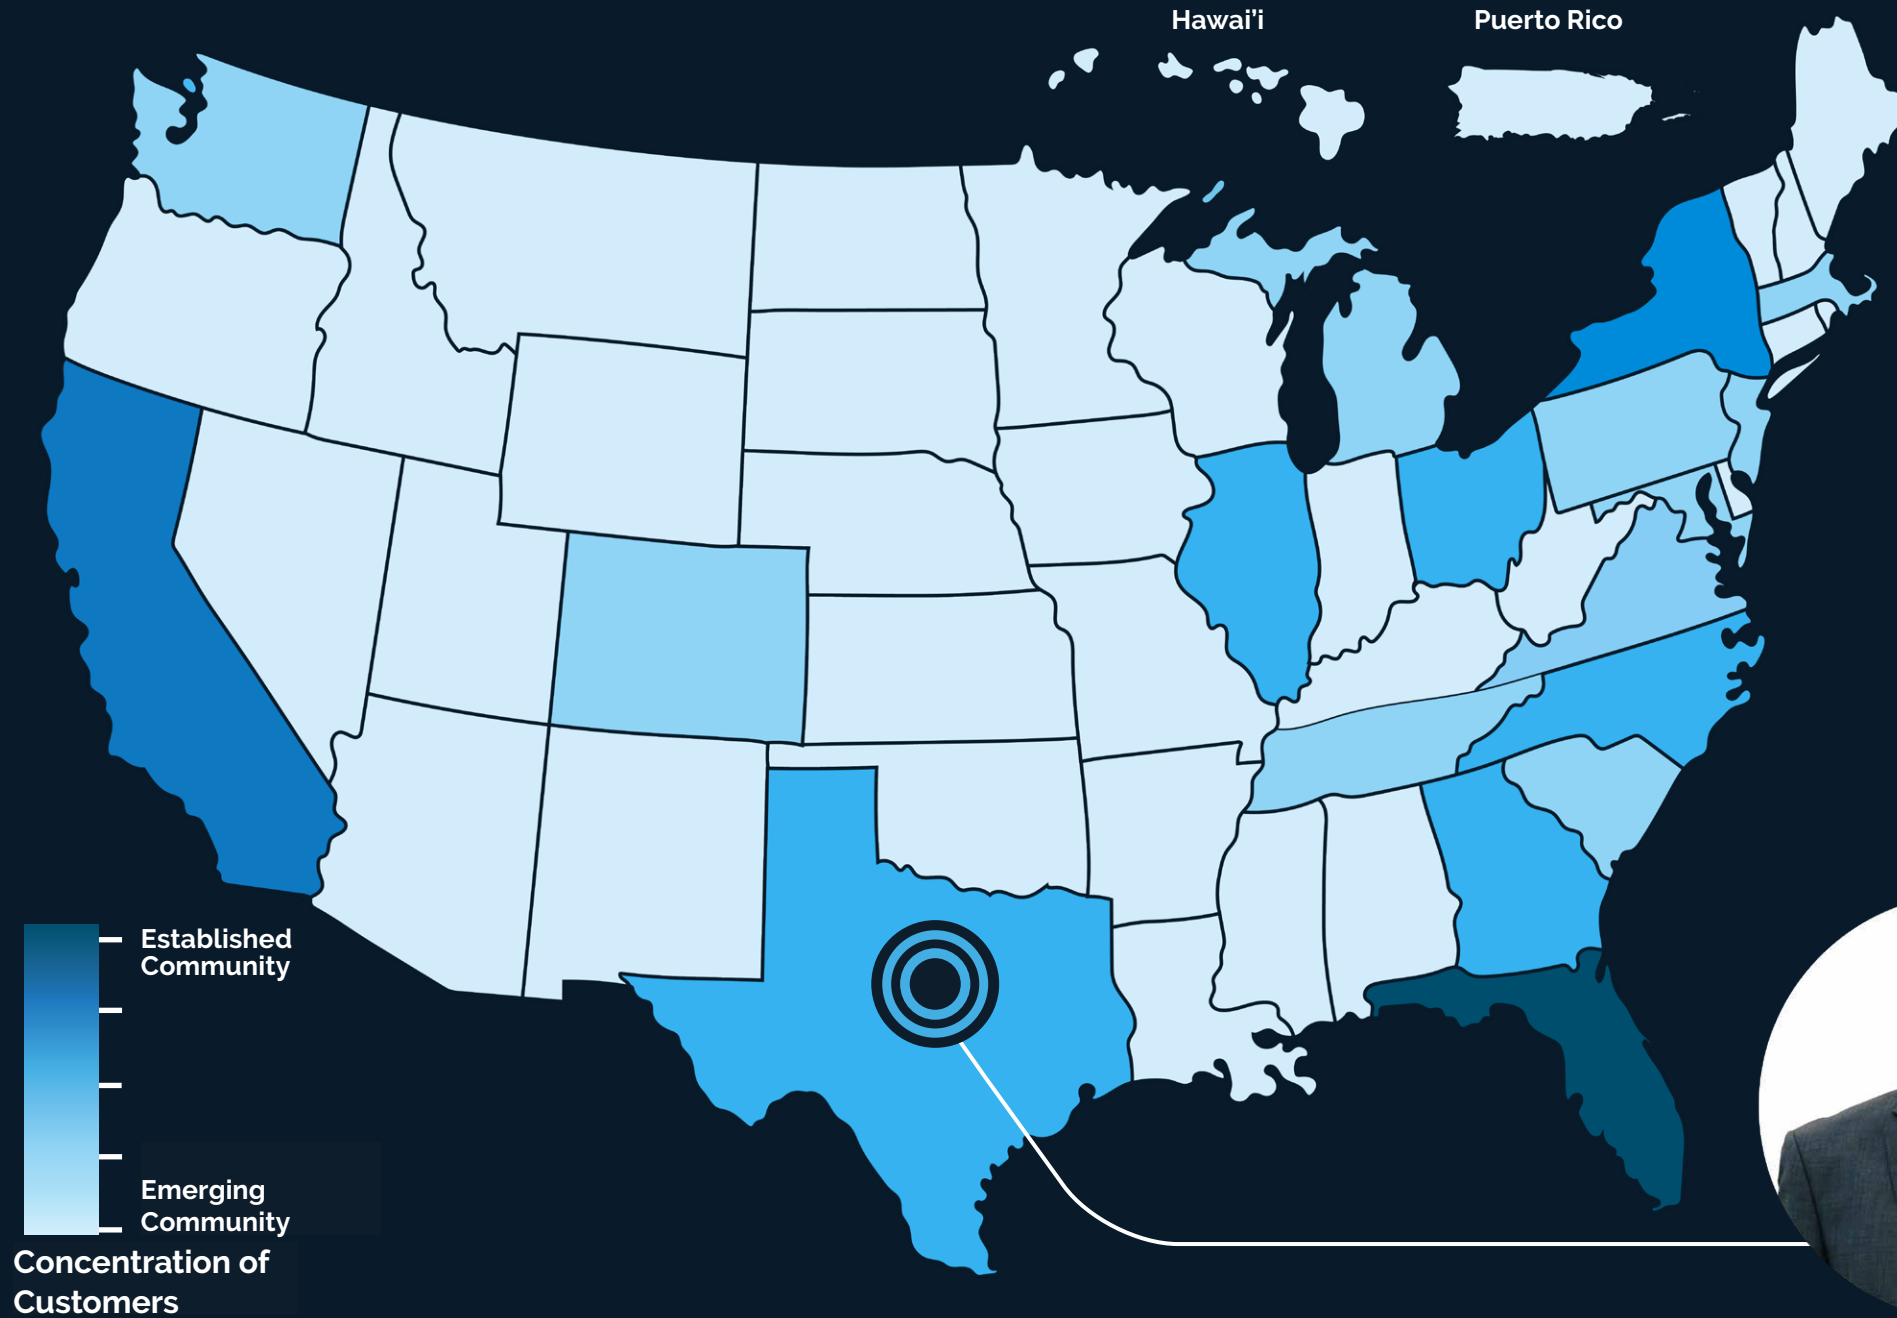 Hawai’i
Puerto Rico
Established
Community
Emerging
Community
Concentration of
Customers